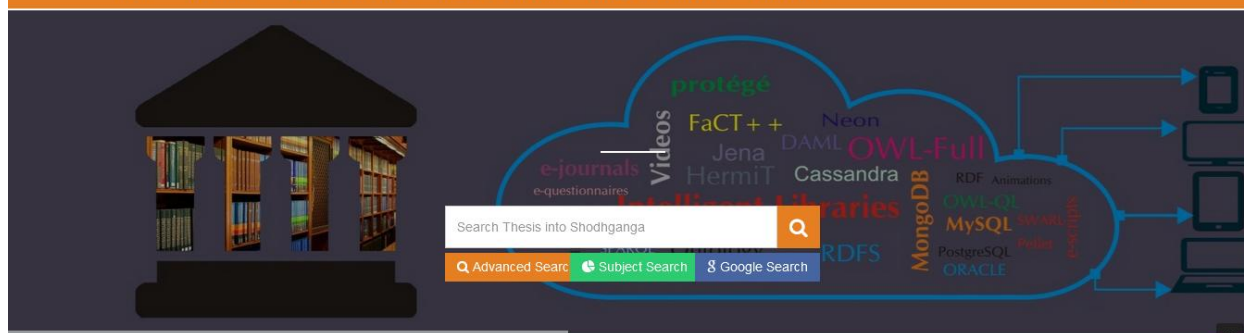 protégé
Videos
FaCT++
Neon
Jena
DAML
OWL-Full
e-journals
HermiT
Cassandra
e-questionnaires
MongoDB
RDF
Animations
Intelligent Libraries
OWL-QL
MySQL
SWRL
e-scripts
Search Thesis into Shodhganga
RDFS
PostgreSQL
Pellet
ORACLE
Advanced Searc
Subject Search
Google Search